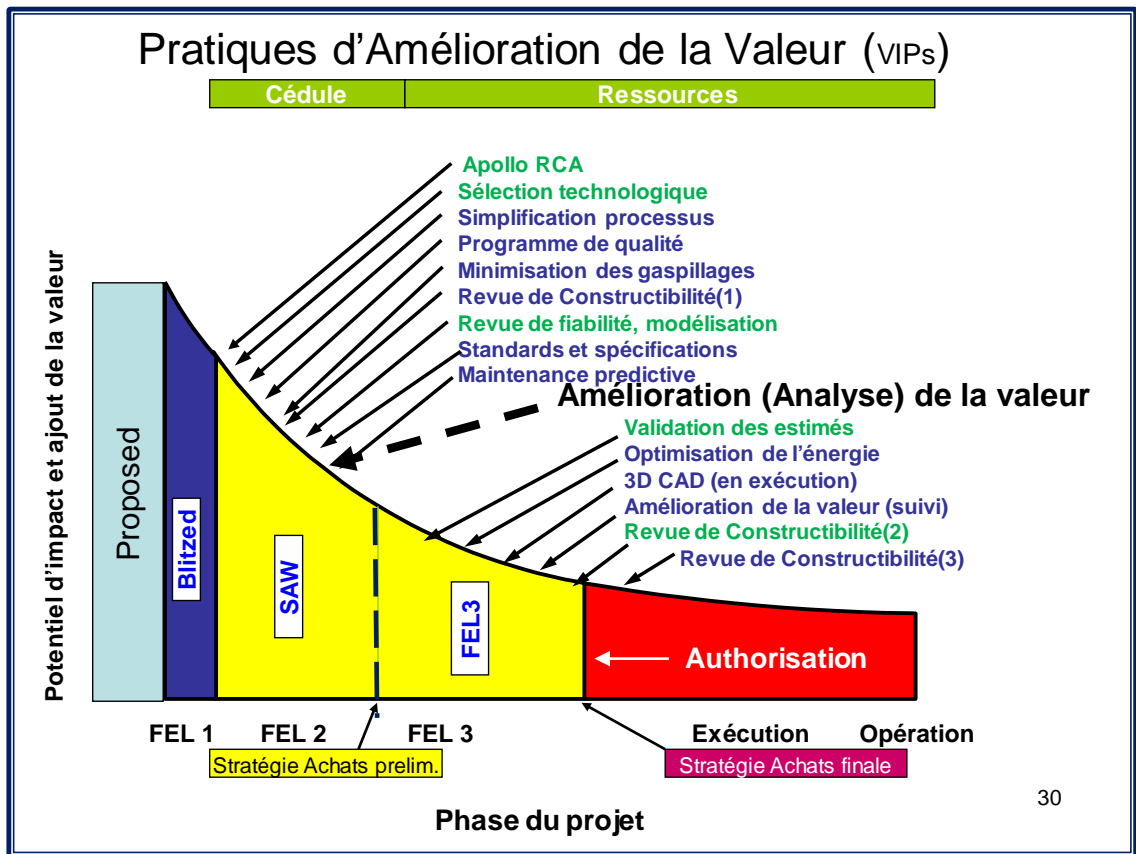 Pratiques d'Amélioration de la Valeur (VIPs)
Cédule
Ressources
Apollo RCA
Sélection technologique
Simplification processus
Programme de qualité
Minimisation des gaspillages
Revue de Constructibilité(1)
Revue de fiabilité, modélisation
Standards et spécifications
Maintenance predictive
Amélioration (Analyse) de la valeur
Validation des estimés
Optimisation de l'énergie
3D CAD (en exécution)
Amélioration de la valeur (suivi)
Revue de Constructibilité(2)
Revue de Constructibilité(3)
Potentiel d'impact et ajout de la valeur
Proposed
Blitzed
SAW
FEL3
Authorisation
FEL 1
FEL 2
FEL 3
Exécution
Opération
Stratégie Achats prelim.
Stratégie Achats finale
30
Phase du projet